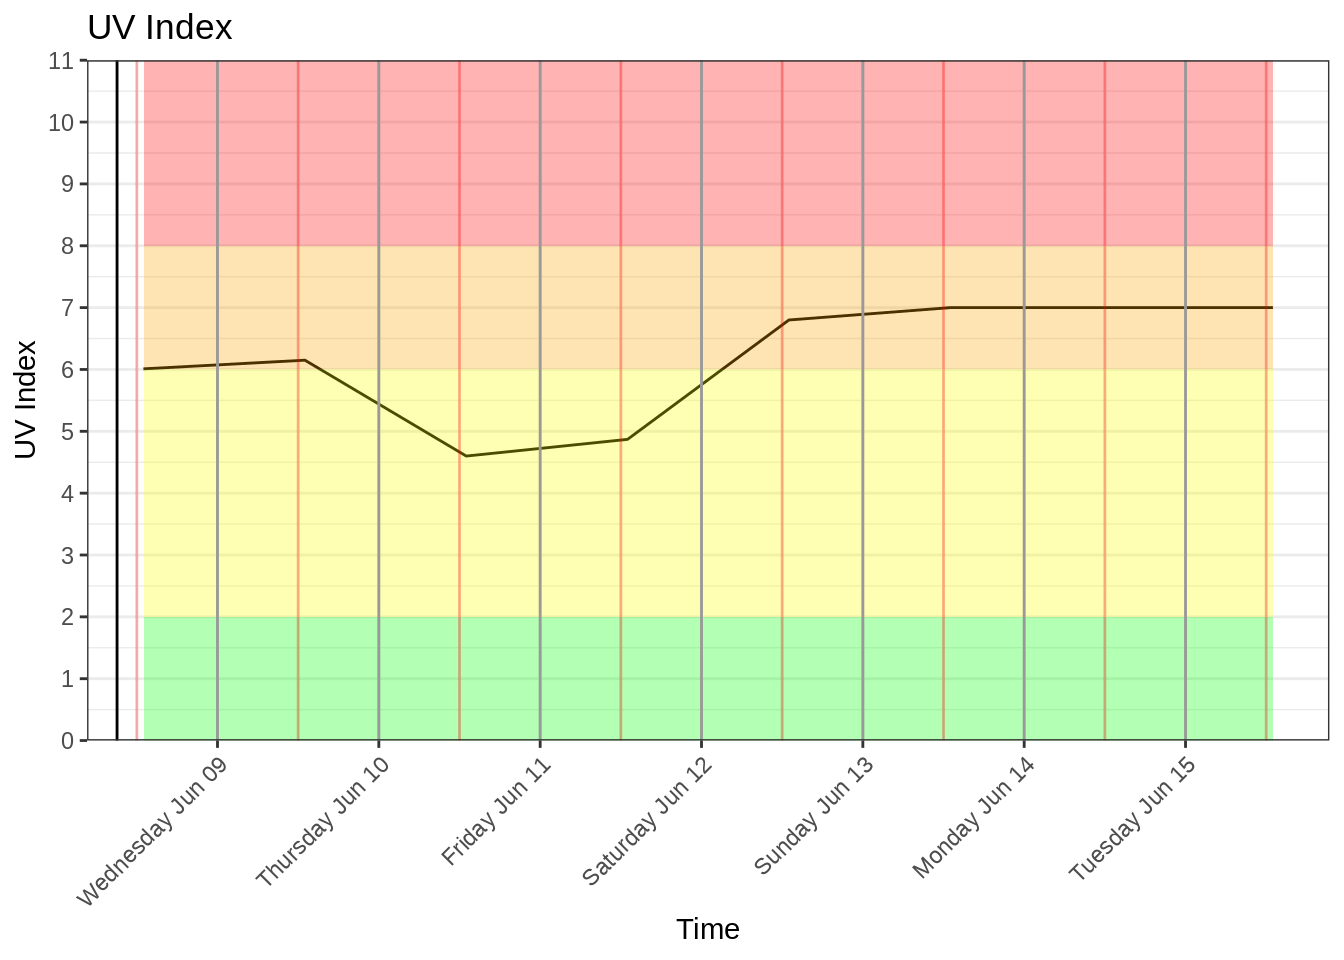 UV Index
11
10
9
8
7
6
5
4
3
2
1
0
UV Index
Wednesday Jun 09
Thursday Jun 10
Friday Jun 11
Saturday Jun 12
Sunday Jun 13
Monday Jun 14
Tuesday Jun 15
Time